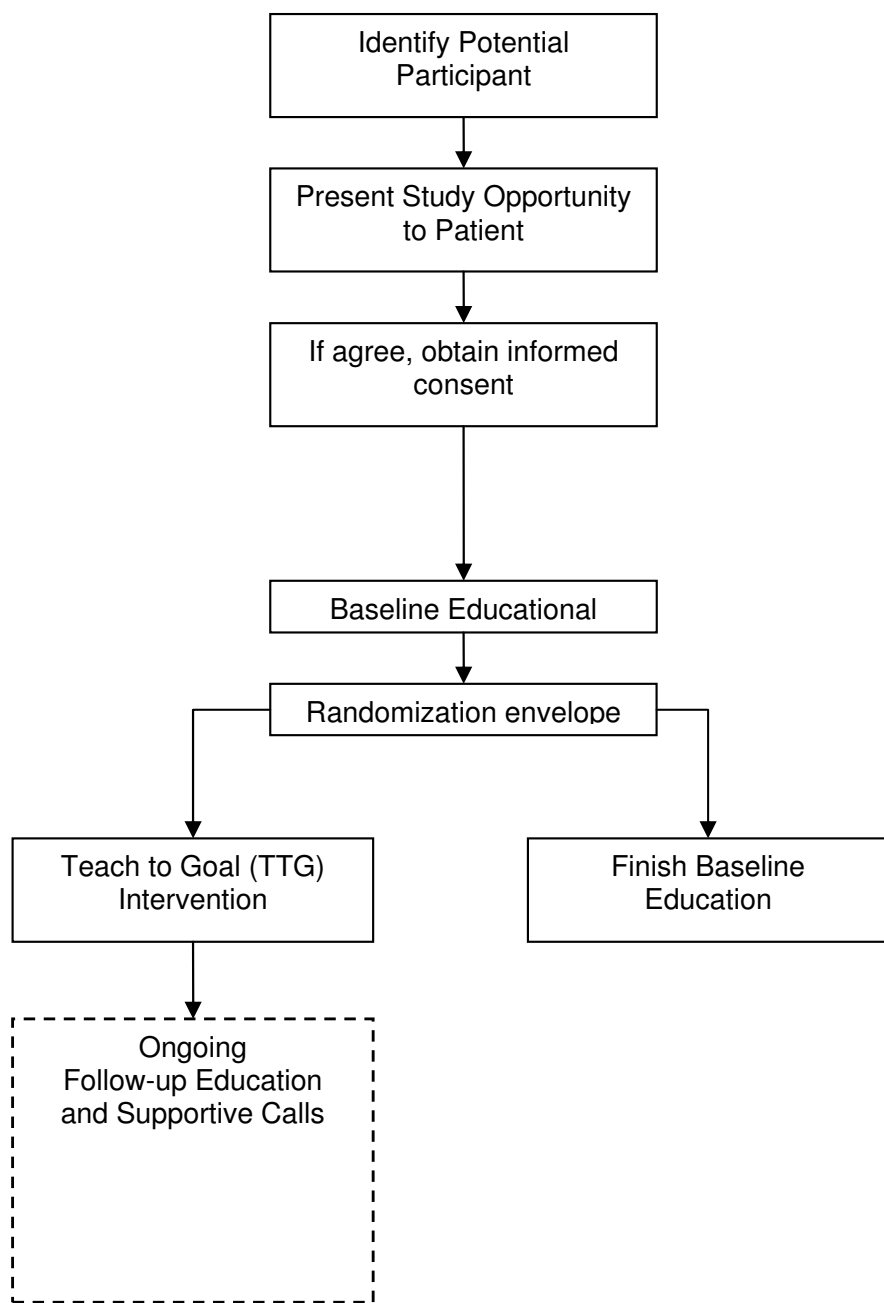 Identify Potential
Participant
Present Study Opportunity
to Patient
If agree, obtain informed
consent
Baseline Educational
Randomization envelope
Teach to Goal (TTG)
Intervention
Finish Baseline
Education
Ongoing
Follow-up Education
and Supportive Calls